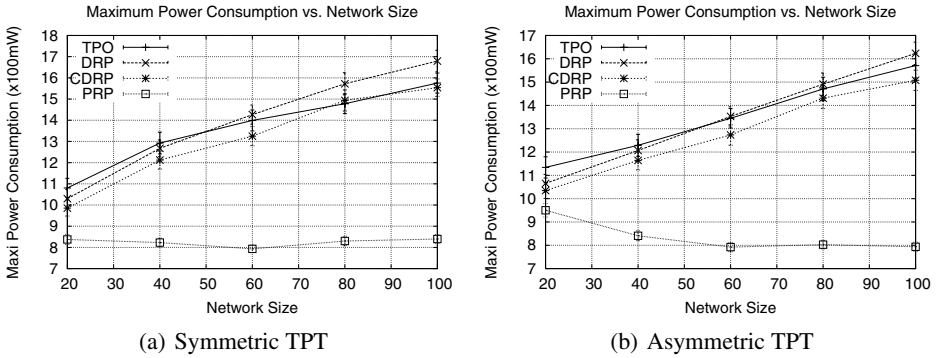 Maximum Power Consumption vs. Network Size
Maxi Power Consumption (x100mW)
18
17
16
15
14
13
12
11
10
9
8
7
TPO
DRP
CDRP
PRP
20 30 40 50 60 70 80 90 100
Network Size
(a) Symmetric TPT
Maximum Power Consumption vs. Network Size
Maxi Power Consumption (x100mW)
17
16
15
14
13
12
11
10
9
8
7
TPO
DRP
CDRP
PRP
20 30 40 50 60 70 80 90 100
Network Size
(b) Asymmetric TPT